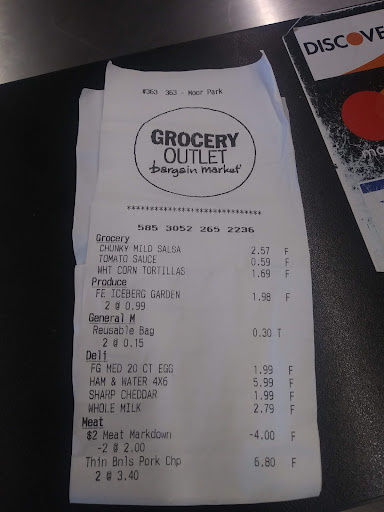 #363 363 - Moor Park
GROCERY
OUTLET
bargain market
*****************************
585 3052 265 2236
Grocery
CHUNKY MILD SALSA 2.57 F
TOMATO SAUCE 0.59 F
WHT CORN TORTILLAS 1.69 F
Produce
FE ICEBERG GARDEN 1.98 F
2 @ 0.99
General M
Reusable Bag 0.30 T
2 @ 0.15
Deli
FG MED 20 CT EGG 1.99 F
HAM & WATER 4X6 5.99 F
SHARP CHEDDAR 1.99 F
WHOLE MILK 2.79 F
Meat
$2 Meat Markdown -4.00 F
-2 @ 2.00
Thin Bnls Pork Chp 6.80 F
2 @ 3.40
DISCOVE